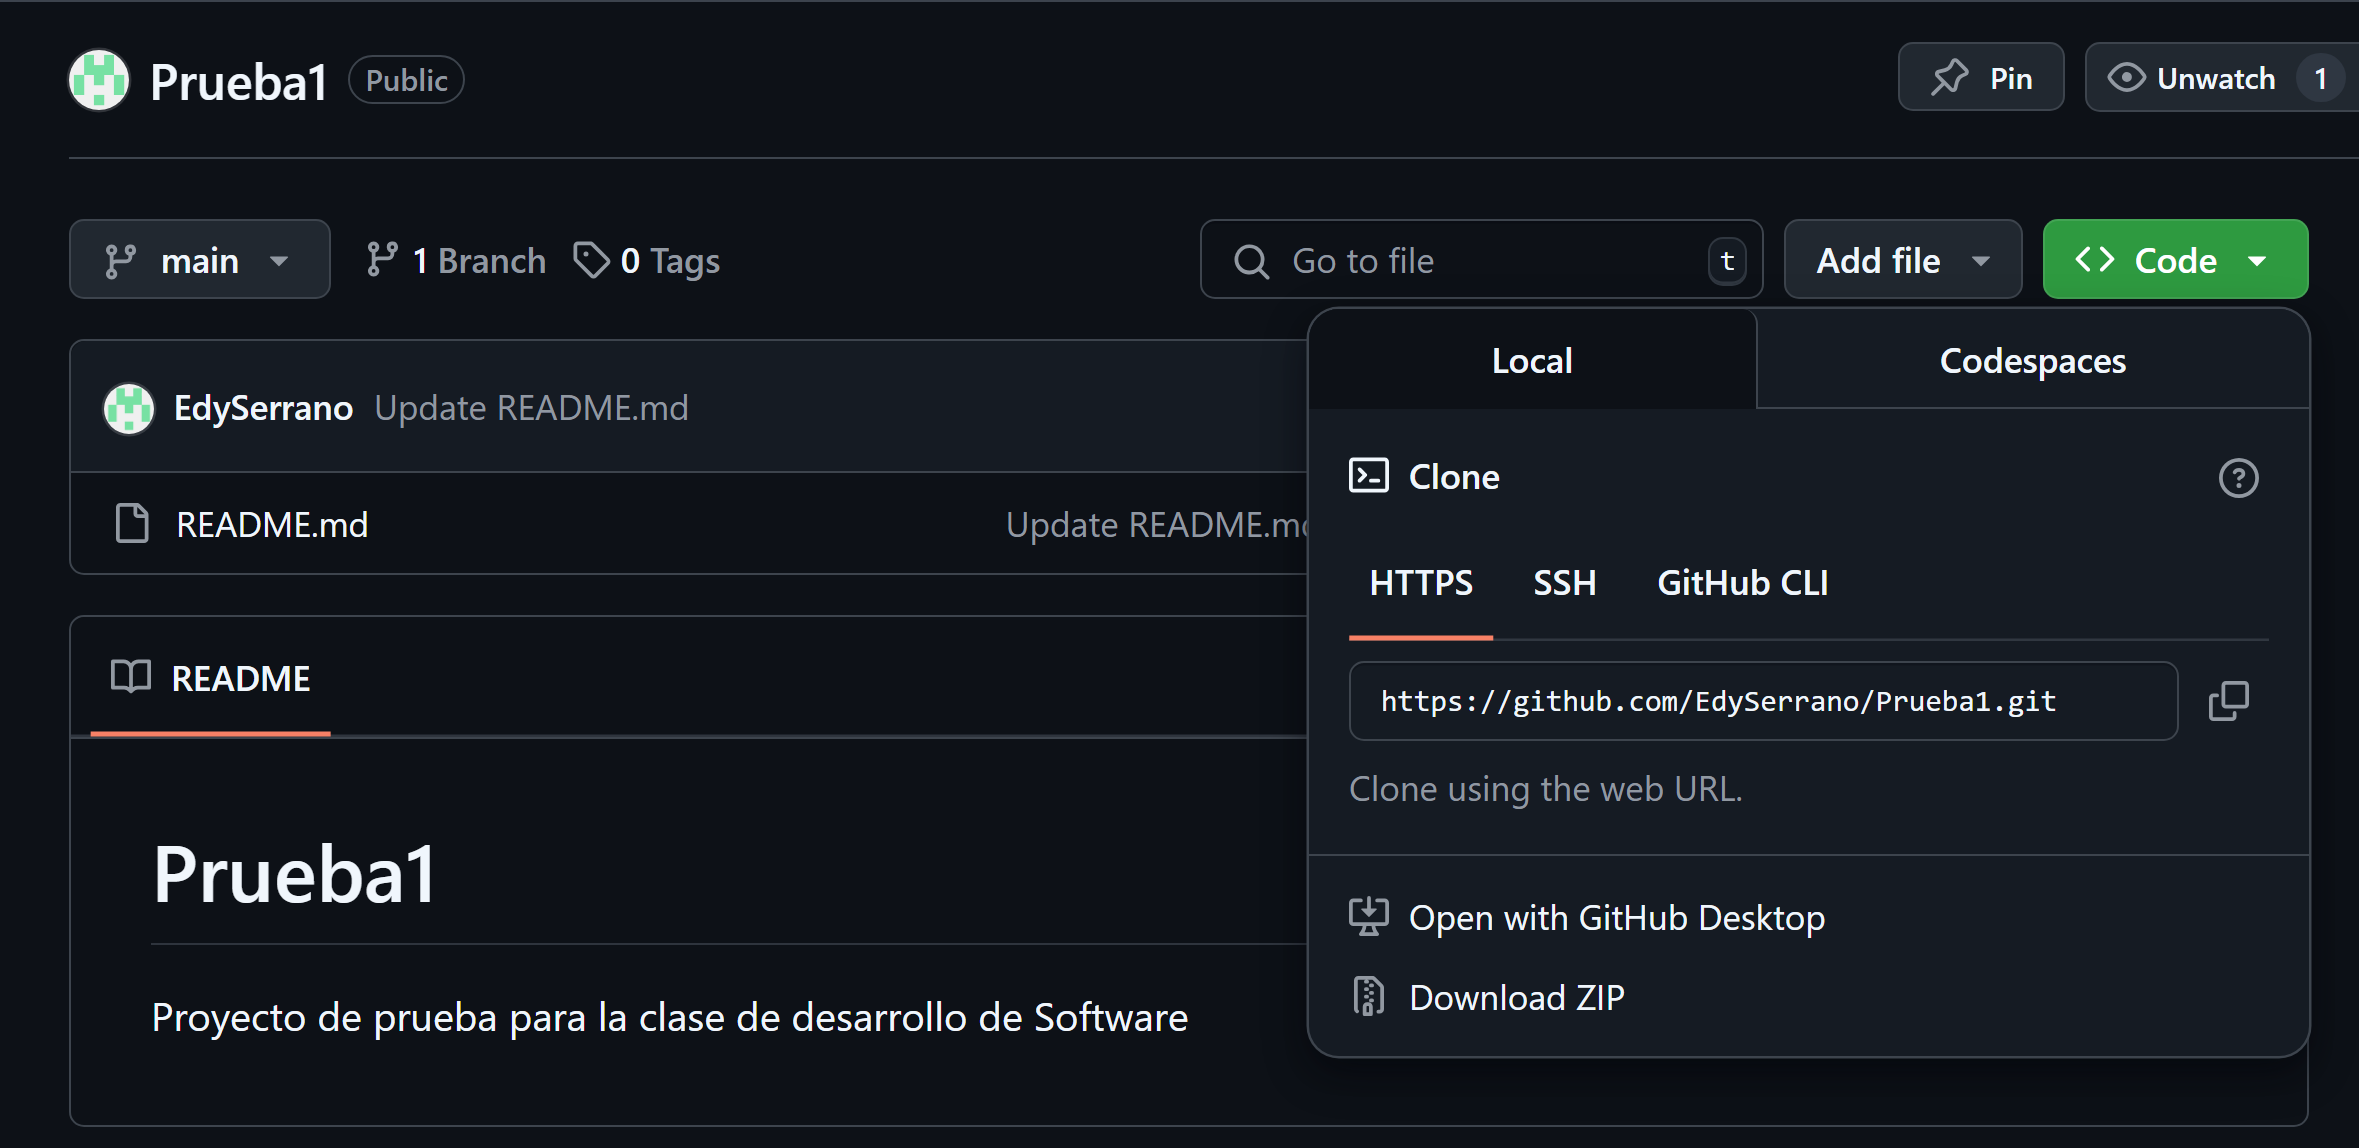 Prueba1 Public Pin Unwatch 1
main 1 Branch 0 Tags Go to file t Add file Code
Local Codespaces
EdySerrano Update README.md
Clone
README.md Update README.md
HTTPS SSH GitHub CLI
README
https://github.com/EdySerrano/Prueba1.git
Clone using the web URL.
Prueba1
Open with GitHub Desktop
Download ZIP
Proyecto de prueba para la clase de desarrollo de Software